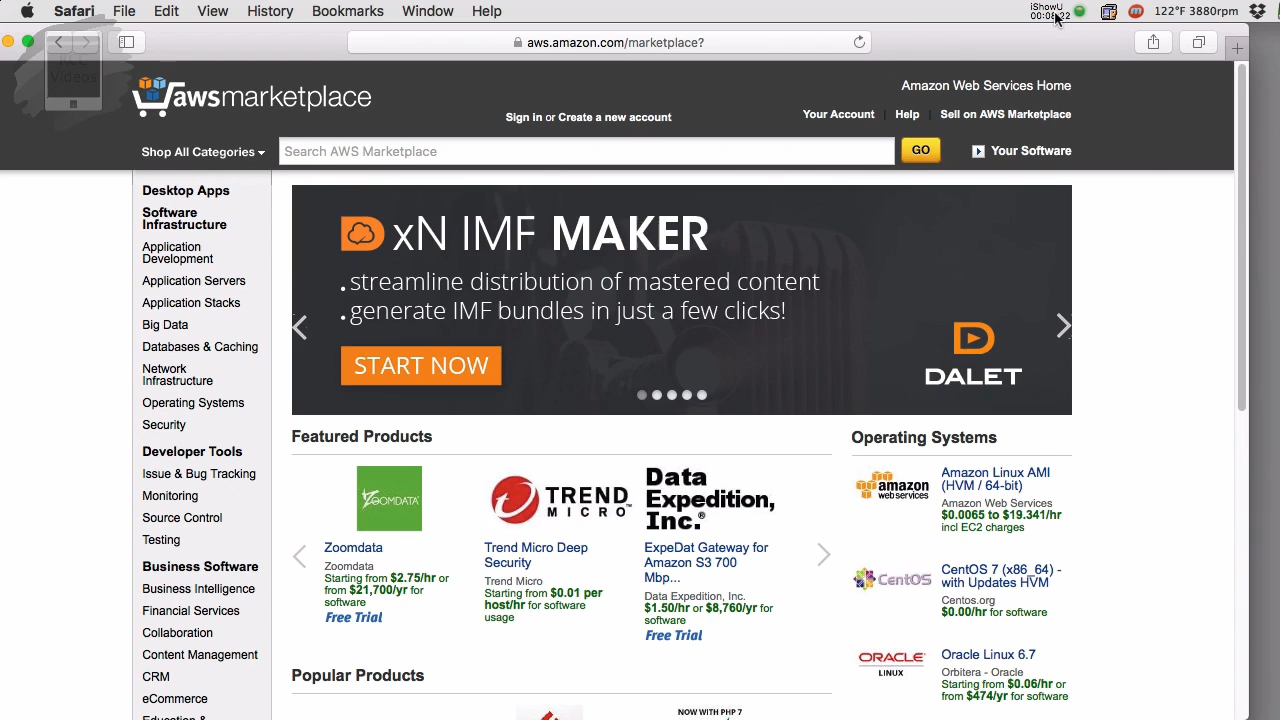 Safari File Edit View History Bookmarks Window Help
iShowU
122°F 3880rpm
aws.amazon.com/marketplace?
Videos
awsmarketplace
Amazon Web Services Home
Sign in or Create a new account
Your Account Help Sell on AWS Marketplace
Shop All Categories
Search AWS Marketplace
GO
Your Software
Desktop Apps
Software
Infrastructure
Application
Development
Application Servers
Application Stacks
Big Data
Databases & Caching
Network
Infrastructure
Operating Systems
Security
Developer Tools
Issue & Bug Tracking
Monitoring
Source Control
Testing
Business Software
Business Intelligence
Financial Services
Collaboration
Content Management
CRM
eCommerce
Education &
DxN IMF MAKER
. streamline distribution of mastered content
. generate IMF bundles in just a few clicks!
START NOW
DALET
Featured Products
ZOOMDATA
Zoomdata
Zoomdata
Starting from $2.75/hr or
from $21,700/yr for
software
Free Trial
TREND
MICRO™
Trend Micro Deep
Security
Trend Micro
Starting from $0.01 per
host/hr for software
usage
Data
Expedition,
Inc.®
ExpeDat Gateway for
Amazon S3 700
Mbp...
Data Expedition, Inc.
$1.50/hr or $8,760/yr for
software
Free Trial
Popular Products
NOW WITH PHP 7
Operating Systems
amazon
webservices
Amazon Linux AMI
(HVM / 64-bit)
Amazon Web Services
$0.0065 to $19.341/hr
incl EC2 charges
CentOS
CentOS 7 (x86_64) -
with Updates HVM
Centos.org
$0.00/hr for software
ORACLE
LINUX
Oracle Linux 6.7
Orbitera - Oracle
Starting from $0.06/hr or
from $474/yr for software